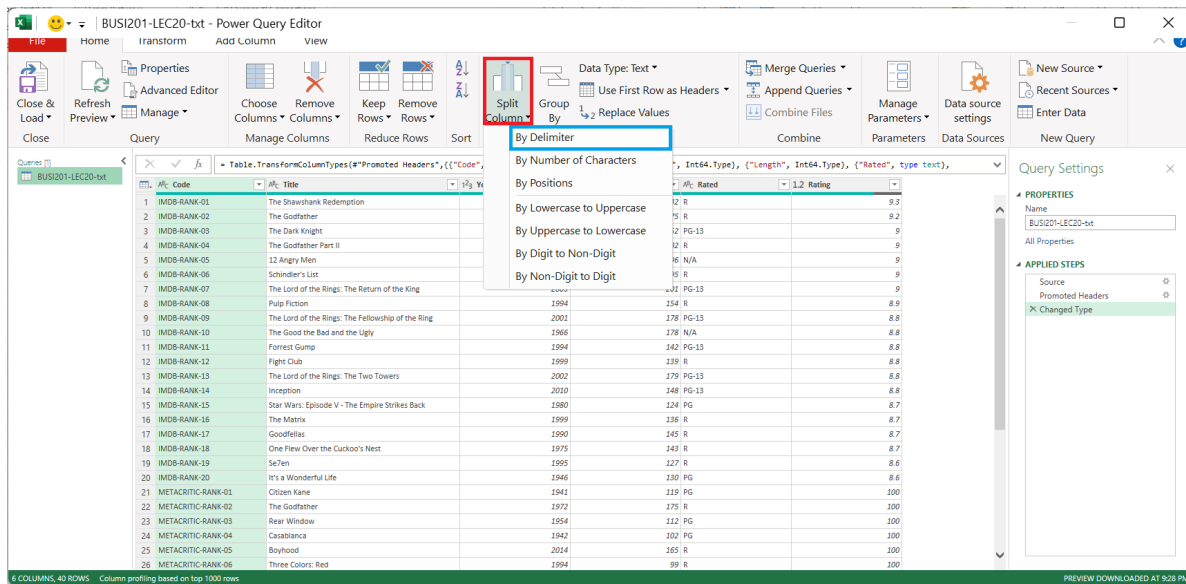 BUSI201-LEC20-txt - Power Query Editor
File Home Transform Add Column View
Close & Load
Refresh Preview
Properties
Advanced Editor
Manage
Choose Columns
Remove Columns
Keep Rows
Remove Rows
Split Column
Group By
Data Type: Text
Use First Row as Headers
Replace Values
Merge Queries
Append Queries
Combine Files
Manage Parameters
Data source settings
New Source
Recent Sources
Enter Data
Close Query Manage Columns Reduce Rows Sort Combine Parameters Data Sources New Query
By Delimiter
By Number of Characters
By Positions
By Lowercase to Uppercase
By Uppercase to Lowercase
By Digit to Non-Digit
By Non-Digit to Digit
Queries [1]
BUSI201-LEC20-txt
fx = Table.TransformColumnTypes(#"Promoted Headers",{{"Code", Int64.Type}, {"Length", Int64.Type}, {"Rated", type text},
Code Title Rated 1.2 Rating
1 IMDB-RANK-01 The Shawshank Redemption R 9.3
2 IMDB-RANK-02 The Godfather R 9.2
3 IMDB-RANK-03 The Dark Knight PG-13 9
4 IMDB-RANK-04 The Godfather Part II R 9
5 IMDB-RANK-05 12 Angry Men N/A 9
6 IMDB-RANK-06 Schindler's List R 9
7 IMDB-RANK-07 The Lord of the Rings: The Return of the King PG-13 9
8 IMDB-RANK-08 Pulp Fiction 1994 154 R 8.9
9 IMDB-RANK-09 The Lord of the Rings: The Fellowship of the Ring 2001 178 PG-13 8.8
10 IMDB-RANK-10 The Good the Bad and the Ugly 1966 178 N/A 8.8
11 IMDB-RANK-11 Forrest Gump 1994 142 PG-13 8.8
12 IMDB-RANK-12 Fight Club 1999 139 R 8.8
13 IMDB-RANK-13 The Lord of the Rings: The Two Towers 2002 179 PG-13 8.8
14 IMDB-RANK-14 Inception 2010 148 PG-13 8.8
15 IMDB-RANK-15 Star Wars: Episode V - The Empire Strikes Back 1980 124 PG 8.7
16 IMDB-RANK-16 The Matrix 1999 136 R 8.7
17 IMDB-RANK-17 Goodfellas 1990 145 R 8.7
18 IMDB-RANK-18 One Flew Over the Cuckoo's Nest 1975 143 R 8.7
19 IMDB-RANK-19 Se7en 1995 127 R 8.6
20 IMDB-RANK-20 It's a Wonderful Life 1946 130 PG 8.6
21 METACRITIC-RANK-01 Citizen Kane 1941 119 PG 100
22 METACRITIC-RANK-02 The Godfather 1972 175 R 100
23 METACRITIC-RANK-03 Rear Window 1954 112 PG 100
24 METACRITIC-RANK-04 Casablanca 1942 102 PG 100
25 METACRITIC-RANK-05 Boyhood 2014 165 R 100
26 METACRITIC-RANK-06 Three Colors: Red 1994 99 R 100
Query Settings
PROPERTIES
Name
BUSI201-LEC20-txt
All Properties
APPLIED STEPS
Source
Promoted Headers
Changed Type
6 COLUMNS, 40 ROWS Column profiling based on top 1000 rows
PREVIEW DOWNLOADED AT 9:28 PM